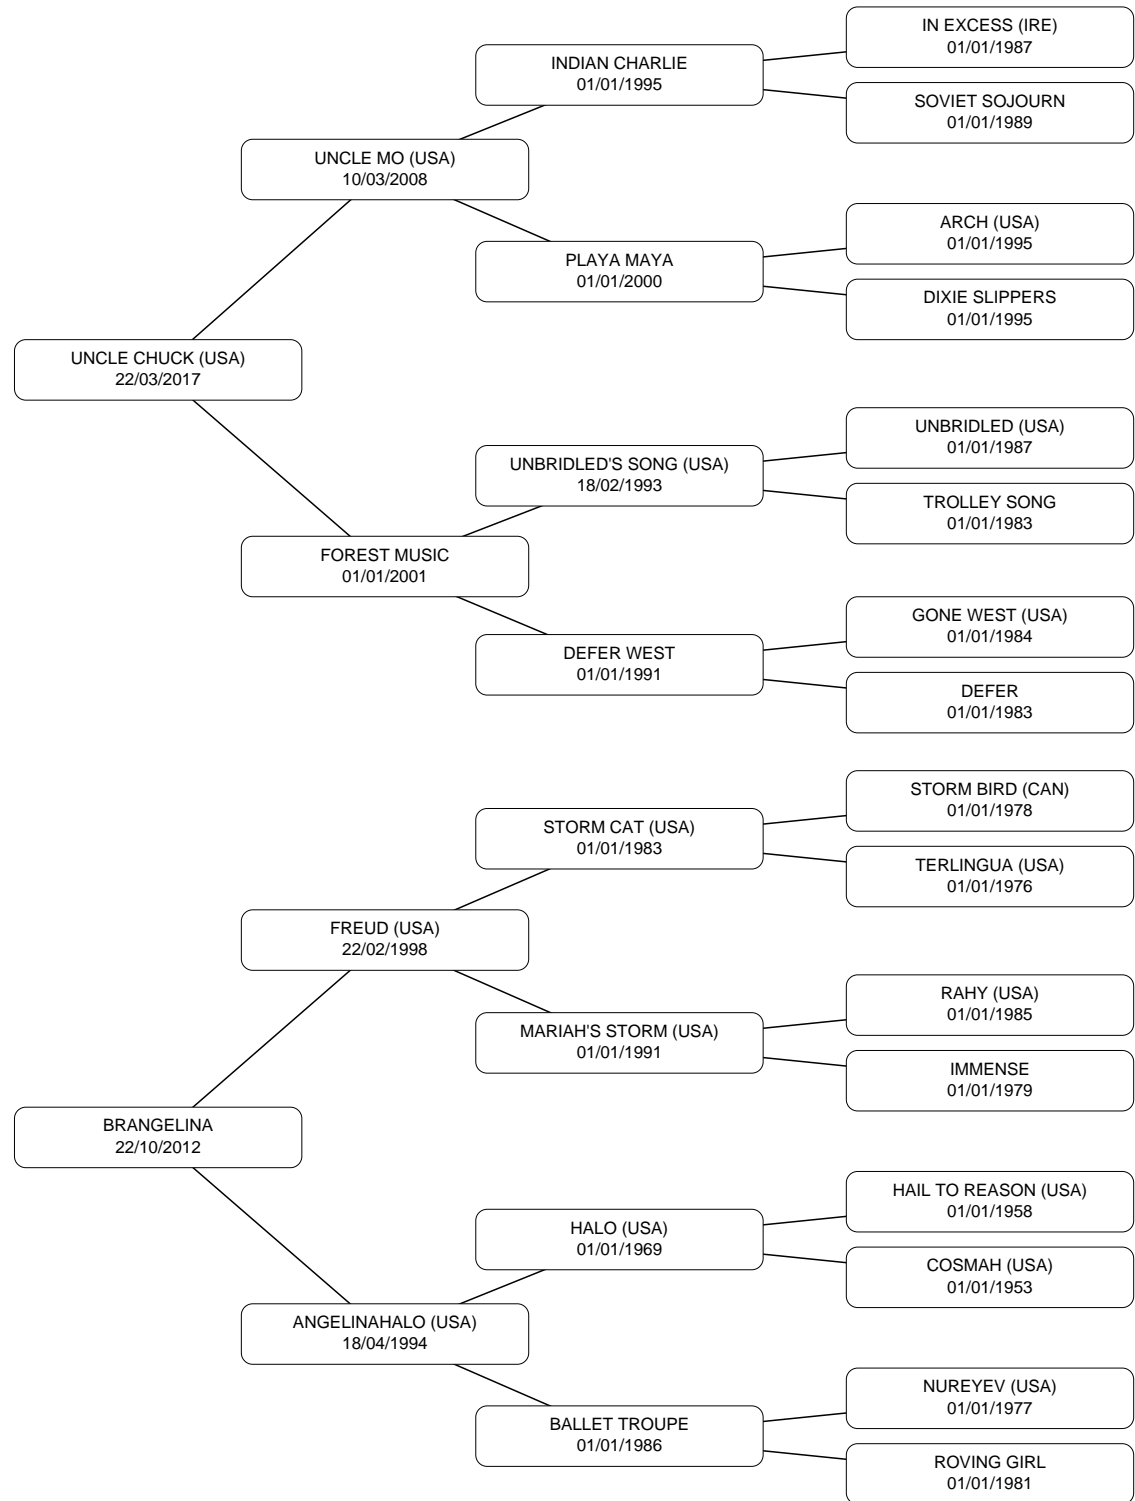 IN EXCESS (IRE)
01/01/1987
INDIAN CHARLIE
01/01/1995
SOVIET SOJOURN
01/01/1989
UNCLE MO (USA)
10/03/2008
ARCH (USA)
01/01/1995
PLAYA MAYA
01/01/2000
DIXIE SLIPPERS
01/01/1995
UNCLE CHUCK (USA)
22/03/2017
UNBRIDLED (USA)
01/01/1987
UNBRIDLED'S SONG (USA)
18/02/1993
TROLLEY SONG
01/01/1983
FOREST MUSIC
01/01/2001
GONE WEST (USA)
01/01/1984
DEFER WEST
01/01/1991
DEFER
01/01/1983
STORM BIRD (CAN)
01/01/1978
STORM CAT (USA)
01/01/1983
TERLINGUA (USA)
01/01/1976
FREUD (USA)
22/02/1998
RAHY (USA)
01/01/1985
MARIAH'S STORM (USA)
01/01/1991
IMMENSE
01/01/1979
BRANGELINA
22/10/2012
HAIL TO REASON (USA)
01/01/1958
HALO (USA)
01/01/1969
COSMAH (USA)
01/01/1953
ANGELINAHALO (USA)
18/04/1994
NUREYEV (USA)
01/01/1977
BALLET TROUPE
01/01/1986
ROVING GIRL
01/01/1981